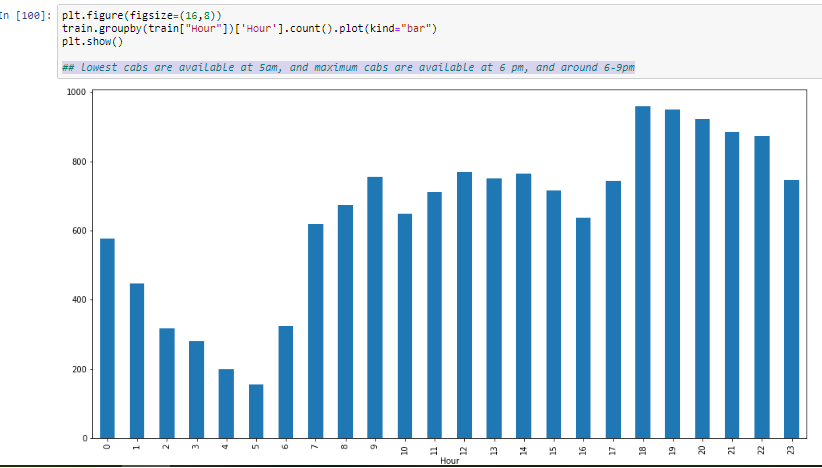 In [100]: plt.figure(figsize=(16,8))
train.groupby(train["Hour"])['Hour'].count().plot(kind="bar")
plt.show()
## Lowest cabs are available at 5am, and maximum cabs are available at 6 pm, and around 6-9pm
1000
800
600
400
200
0
0 1 2 3 4 5 6 7 8 9 10 11 12 13 14 15 16 17 18 19 20 21 22 23
Hour